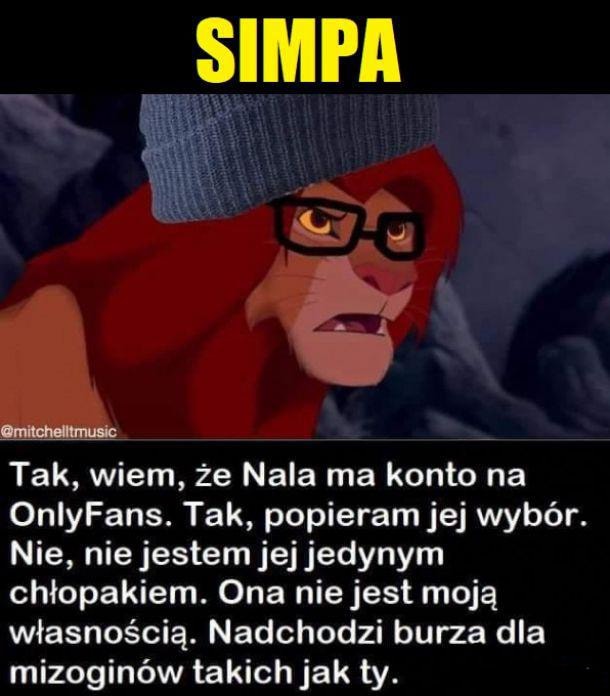 SIMPA
@mitchelltmusic
Tak, wiem, że Nala ma konto na
OnlyFans. Tak, popieram jej wybór.
Nie, nie jestem jej jedynym
chłopakiem. Ona nie jest moją
własnością. Nadchodzi burza dla
mizoginów takich jak ty.